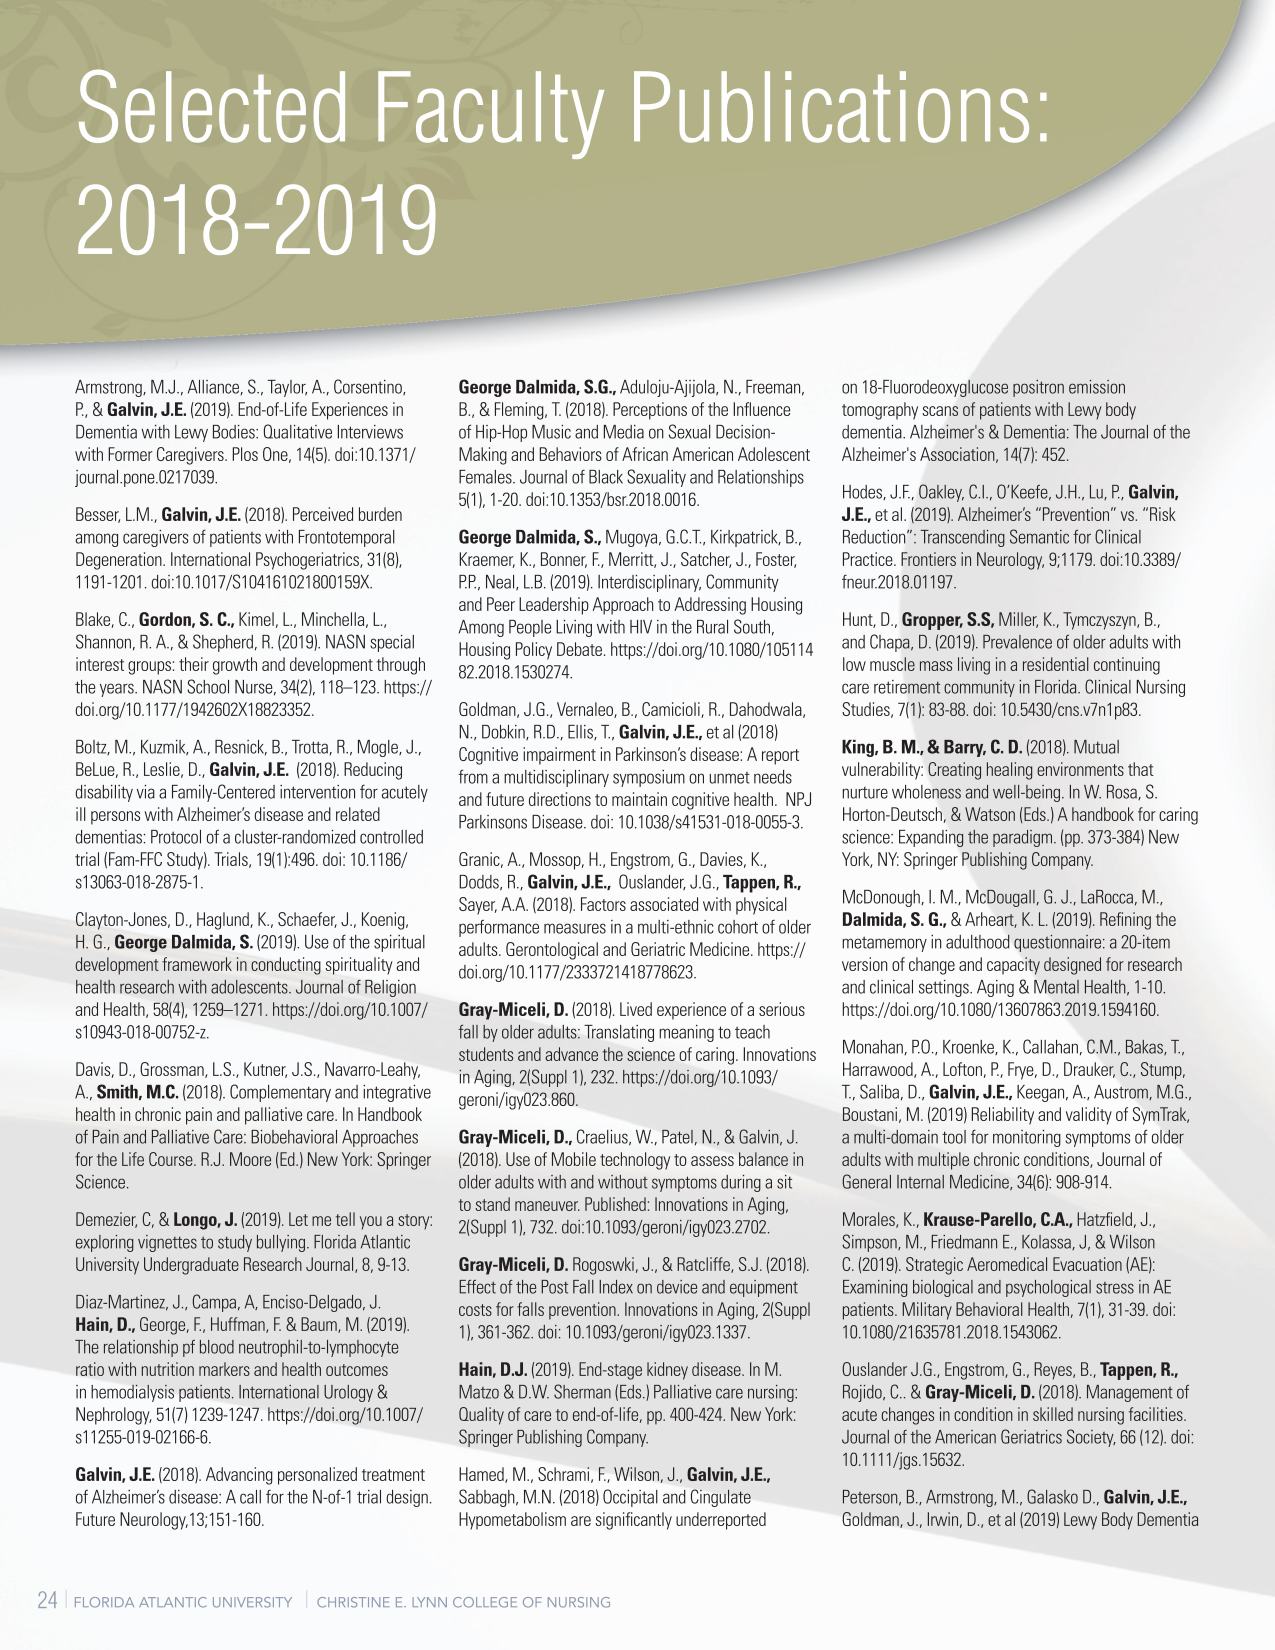 Selected Faculty Publications:
2018-2019
Armstrong, M.J., Alliance, S., Taylor, A., Corsentino,
P., & Galvin, J.E. (2019). End-of-Life Experiences in
Dementia with Lewy Bodies: Qualitative Interviews
with Former Caregivers. Plos One, 14(5). doi:10.1371/
journal.pone.0217039.
Besser, L.M., Galvin, J.E. (2018). Perceived burden
among caregivers of patients with Frontotemporal
Degeneration. International Psychogeriatrics, 31(8),
1191-1201. doi:10.1017/S104161021800159X.
Blake, C., Gordon, S. C., Kimel, L., Minchella, L.,
Shannon, R. A., & Shepherd, R. (2019). NASN special
interest groups: their growth and development through
the years. NASN School Nurse, 34(2), 118–123. https://
doi.org/10.1177/1942602X18823352.
Boltz, M., Kuzmik, A., Resnick, B., Trotta, R., Mogle, J.,
BeLue, R., Leslie, D., Galvin, J.E. (2018). Reducing
disability via a Family-Centered intervention for acutely
ill persons with Alzheimer’s disease and related
dementias: Protocol of a cluster-randomized controlled
trial (Fam-FFC Study). Trials, 19(1):496. doi: 10.1186/
s13063-018-2875-1.
Clayton-Jones, D., Haglund, K., Schaefer, J., Koenig,
H. G., George Dalmida, S. (2019). Use of the spiritual
development framework in conducting spirituality and
health research with adolescents. Journal of Religion
and Health, 58(4), 1259–1271. https://doi.org/10.1007/
s10943-018-00752-z.
Davis, D., Grossman, L.S., Kutner, J.S., Navarro-Leahy,
A., Smith, M.C. (2018). Complementary and integrative
health in chronic pain and palliative care. In Handbook
of Pain and Palliative Care: Biobehavioral Approaches
for the Life Course. R.J. Moore (Ed.) New York: Springer
Science.
Demezier, C, & Longo, J. (2019). Let me tell you a story:
exploring vignettes to study bullying. Florida Atlantic
University Undergraduate Research Journal, 8, 9-13.
Diaz-Martinez, J., Campa, A, Enciso-Delgado, J.
Hain, D., George, F., Huffman, F. & Baum, M. (2019).
The relationship pf blood neutrophil-to-lymphocyte
ratio with nutrition markers and health outcomes
in hemodialysis patients. International Urology &
Nephrology, 51(7) 1239-1247. https://doi.org/10.1007/
s11255-019-02166-6.
Galvin, J.E. (2018). Advancing personalized treatment
of Alzheimer’s disease: A call for the N-of-1 trial design.
Future Neurology,13;151-160.
George Dalmida, S.G., Aduloju-Ajijola, N., Freeman,
B., & Fleming, T. (2018). Perceptions of the Influence
of Hip-Hop Music and Media on Sexual Decision-
Making and Behaviors of African American Adolescent
Females. Journal of Black Sexuality and Relationships
5(1), 1-20. doi:10.1353/bsr.2018.0016.
George Dalmida, S., Mugoya, G.C.T., Kirkpatrick, B.,
Kraemer, K., Bonner, F., Merritt, J., Satcher, J., Foster,
P.P., Neal, L.B. (2019). Interdisciplinary, Community
and Peer Leadership Approach to Addressing Housing
Among People Living with HIV in the Rural South,
Housing Policy Debate. https://doi.org/10.1080/105114
82.2018.1530274.
Goldman, J.G., Vernaleo, B., Camicioli, R., Dahodwala,
N., Dobkin, R.D., Ellis, T., Galvin, J.E., et al (2018)
Cognitive impairment in Parkinson’s disease: A report
from a multidisciplinary symposium on unmet needs
and future directions to maintain cognitive health. NPJ
Parkinsons Disease. doi: 10.1038/s41531-018-0055-3.
Granic, A., Mossop, H., Engstrom, G., Davies, K.,
Dodds, R., Galvin, J.E., Ouslander, J.G., Tappen, R.,
Sayer, A.A. (2018). Factors associated with physical
performance measures in a multi-ethnic cohort of older
adults. Gerontological and Geriatric Medicine. https://
doi.org/10.1177/2333721418778623.
Gray-Miceli, D. (2018). Lived experience of a serious
fall by older adults: Translating meaning to teach
students and advance the science of caring. Innovations
in Aging, 2(Suppl 1), 232. https://doi.org/10.1093/
geroni/igy023.860.
Gray-Miceli, D., Craelius, W., Patel, N., & Galvin, J.
(2018). Use of Mobile technology to assess balance in
older adults with and without symptoms during a sit
to stand maneuver. Published: Innovations in Aging,
2(Suppl 1), 732. doi:10.1093/geroni/igy023.2702.
Gray-Miceli, D. Rogoswki, J., & Ratcliffe, S.J. (2018).
Effect of the Post Fall Index on device and equipment
costs for falls prevention. Innovations in Aging, 2(Suppl
1), 361-362. doi: 10.1093/geroni/igy023.1337.
Hain, D.J. (2019). End-stage kidney disease. In M.
Matzo & D.W. Sherman (Eds.) Palliative care nursing:
Quality of care to end-of-life, pp. 400-424. New York:
Springer Publishing Company.
Hamed, M., Schrami, F., Wilson, J., Galvin, J.E.,
Sabbagh, M.N. (2018) Occipital and Cingulate
Hypometabolism are significantly underreported
on 18-Fluorodeoxyglucose positron emission
tomography scans of patients with Lewy body
dementia. Alzheimer's & Dementia: The Journal of the
Alzheimer's Association, 14(7): 452.
Hodes, J.F., Oakley, C.I., O’Keefe, J.H., Lu, P., Galvin,
J.E., et al. (2019). Alzheimer’s “Prevention” vs. “Risk
Reduction”: Transcending Semantic for Clinical
Practice. Frontiers in Neurology, 9;1179. doi:10.3389/
fneur.2018.01197.
Hunt, D., Gropper, S.S, Miller, K., Tymczyszyn, B.,
and Chapa, D. (2019). Prevalence of older adults with
low muscle mass living in a residential continuing
care retirement community in Florida. Clinical Nursing
Studies, 7(1): 83-88. doi: 10.5430/cns.v7n1p83.
King, B. M., & Barry, C. D. (2018). Mutual
vulnerability: Creating healing environments that
nurture wholeness and well-being. In W. Rosa, S.
Horton-Deutsch, & Watson (Eds.) A handbook for caring
science: Expanding the paradigm. (pp. 373-384) New
York, NY: Springer Publishing Company.
McDonough, I. M., McDougall, G. J., LaRocca, M.,
Dalmida, S. G., & Arheart, K. L. (2019). Refining the
metamemory in adulthood questionnaire: a 20-item
version of change and capacity designed for research
and clinical settings. Aging & Mental Health, 1-10.
https://doi.org/10.1080/13607863.2019.1594160.
Monahan, P.O., Kroenke, K., Callahan, C.M., Bakas, T.,
Harrawood, A., Lofton, P., Frye, D., Drauker, C., Stump,
T., Saliba, D., Galvin, J.E., Keegan, A., Austrom, M.G.,
Boustani, M. (2019) Reliability and validity of SymTrak,
a multi-domain tool for monitoring symptoms of older
adults with multiple chronic conditions, Journal of
General Internal Medicine, 34(6): 908-914.
Morales, K., Krause-Parello, C.A., Hatzfield, J.,
Simpson, M., Friedmann E., Kolassa, J, & Wilson
C. (2019). Strategic Aeromedical Evacuation (AE):
Examining biological and psychological stress in AE
patients. Military Behavioral Health, 7(1), 31-39. doi:
10.1080/21635781.2018.1543062.
Ouslander J.G., Engstrom, G., Reyes, B., Tappen, R.,
Rojido, C.. & Gray-Miceli, D. (2018). Management of
acute changes in condition in skilled nursing facilities.
Journal of the American Geriatrics Society, 66 (12). doi:
10.1111/jgs.15632.
Peterson, B., Armstrong, M., Galasko D., Galvin, J.E.,
Goldman, J., Irwin, D., et al (2019) Lewy Body Dementia
24 | FLORIDA ATLANTIC UNIVERSITY | CHRISTINE E. LYNN COLLEGE OF NURSING